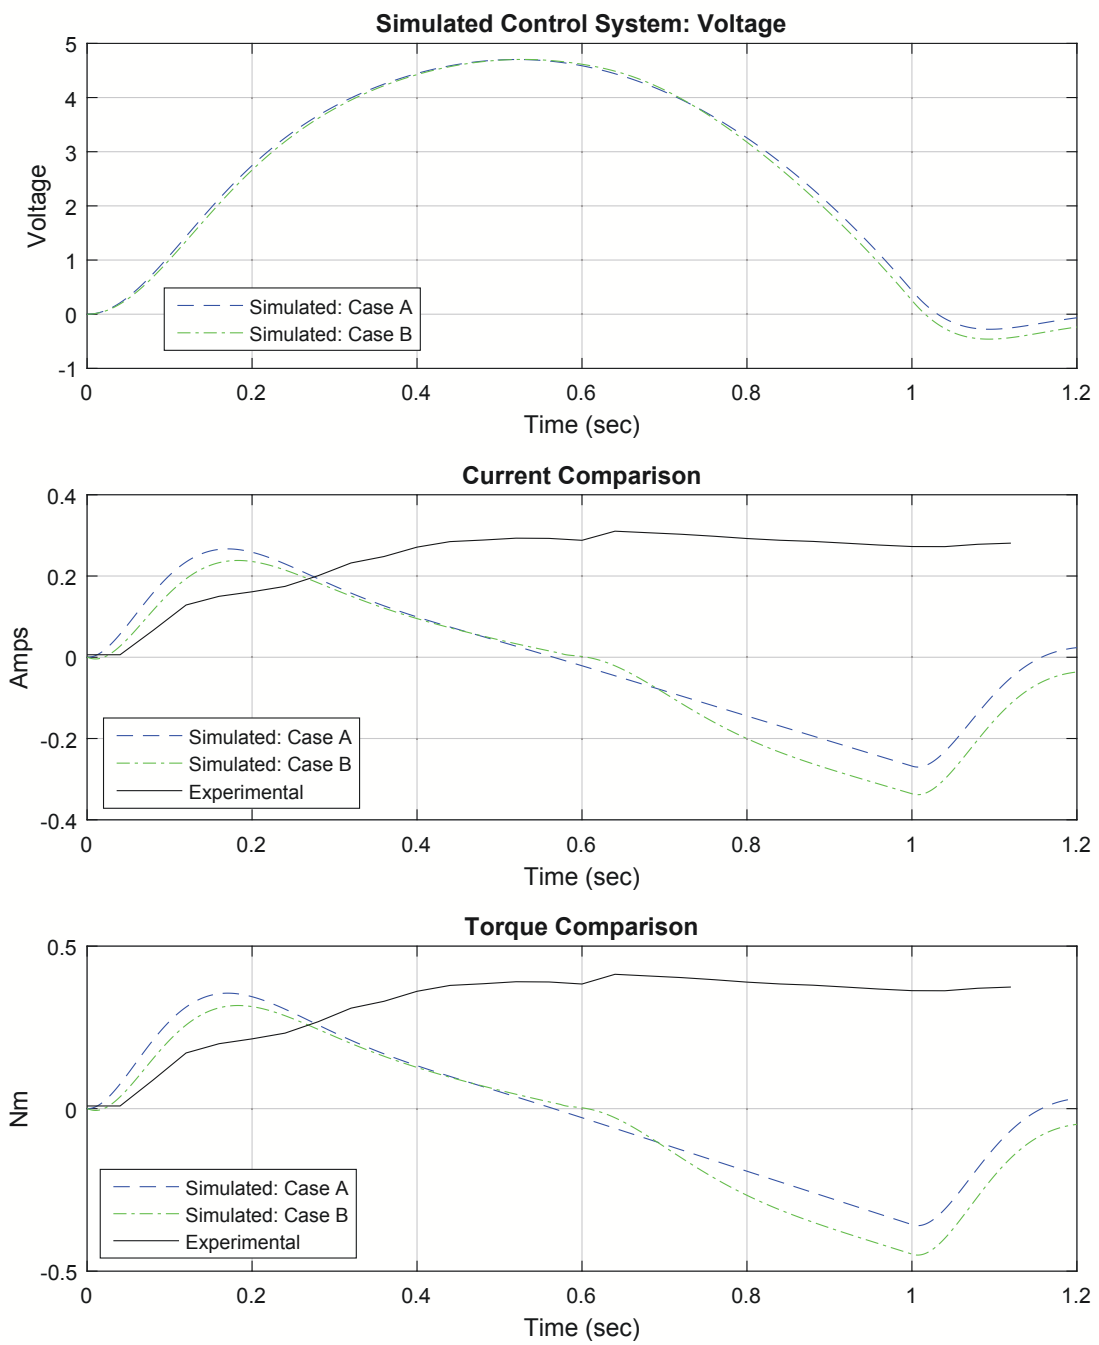 Simulated Control System: Voltage
5
4
3
2
1
0
-1
Voltage
Simulated: Case A
Simulated: Case B
0 0.2 0.4 0.6 0.8 1 1.2
Time (sec)
Current Comparison
0.4
0.2
0
-0.2
-0.4
Amps
Simulated: Case A
Simulated: Case B
Experimental
0 0.2 0.4 0.6 0.8 1 1.2
Time (sec)
Torque Comparison
0.5
0
-0.5
Nm
Simulated: Case A
Simulated: Case B
Experimental
0 0.2 0.4 0.6 0.8 1 1.2
Time (sec)